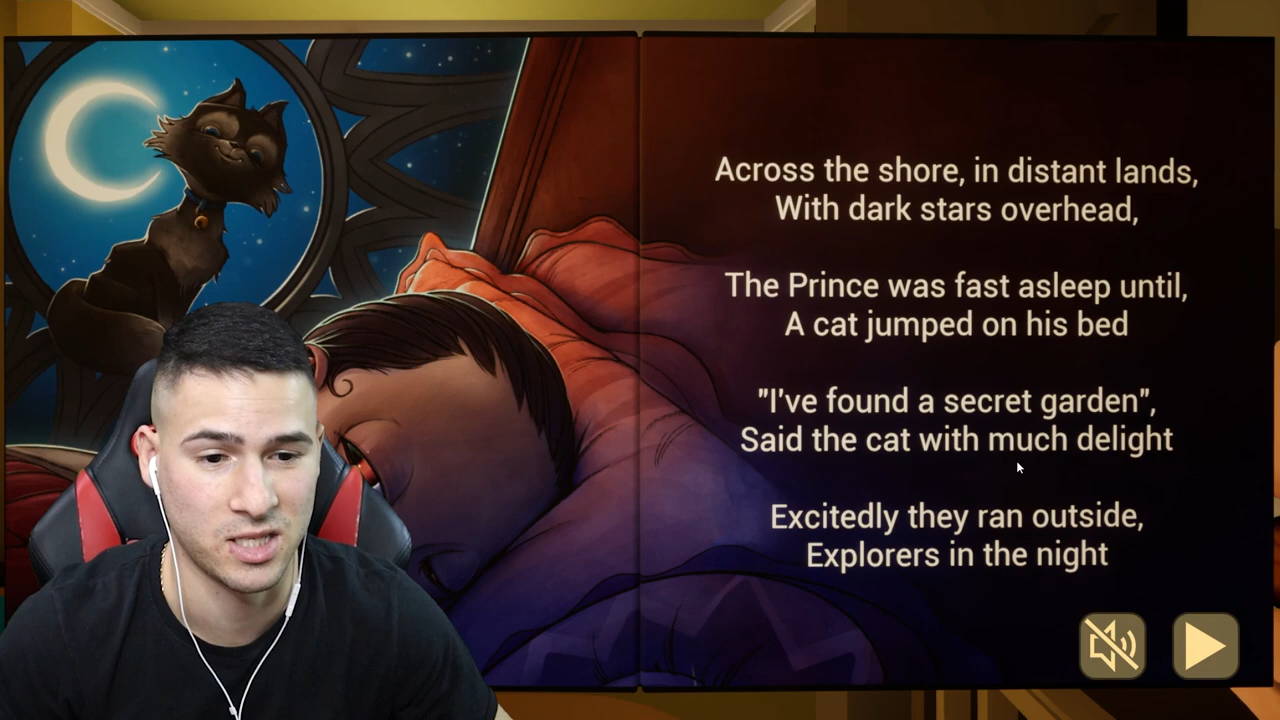 Across the shore, in distant lands,
With dark stars overhead,
The Prince was fast asleep until,
A cat jumped on his bed
"I've found a secret garden",
Said the cat with much delight
Excitedly they ran outside,
Explorers in the night